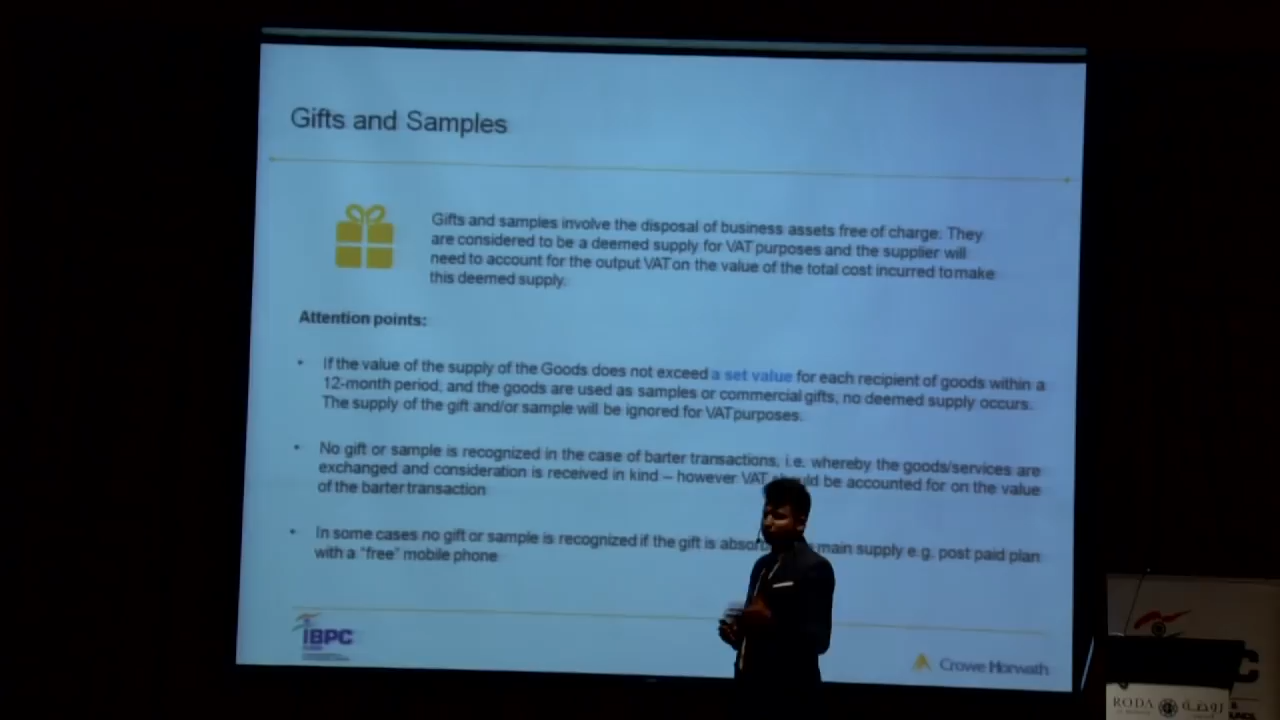 Gifts and Samples
Gifts and samples involve the disposal of business assets free of charge. They
are considered to be a deemed supply for VAT purposes and the supplier will
need to account for the output VAT on the value of the total cost incurred to make
this deemed supply.
Attention points:
• If the value of the supply of the Goods does not exceed a set value for each recipient of goods within a
12-month period, and the goods are used as samples or commercial gifts, no deemed supply occurs.
The supply of the gift and/or sample will be ignored for VAT purposes.
• No gift or sample is recognized in the case of barter transactions, i.e. whereby the goods/services are
exchanged and consideration is received in kind – however VAT should be accounted for on the value
of the barter transaction
• In some cases no gift or sample is recognized if the gift is main supply e.g. post paid plan
with a "free" mobile phone
IBPC
Crowe Horwath
C
RODA روضة